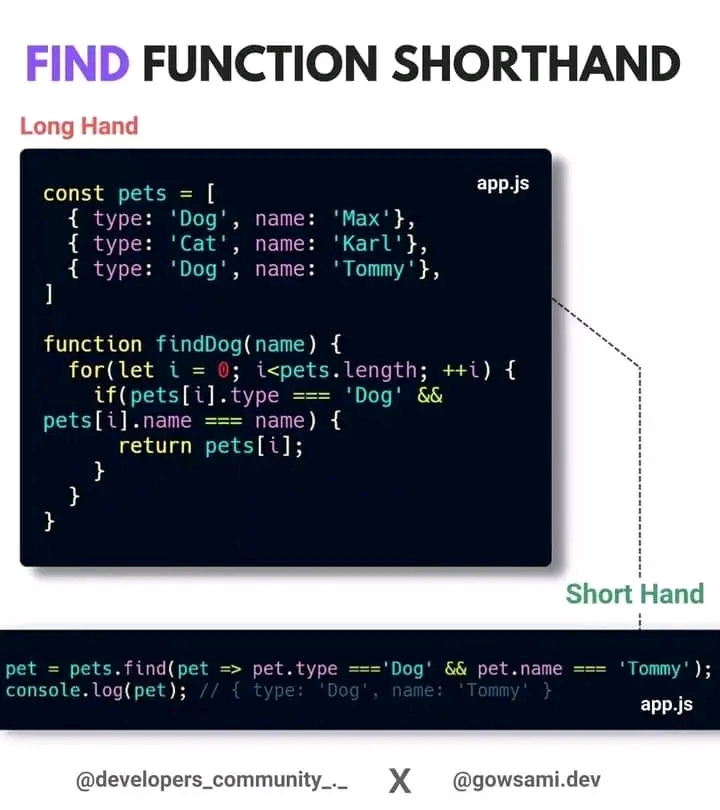 FIND FUNCTION SHORTHAND
Long Hand
app.js
const pets = [
{ type: 'Dog', name: 'Max'},
{ type: 'Cat', name: 'Karl'},
{ type: 'Dog', name: 'Tommy'},
]
function findDog(name) {
for(let i = 0; i<pets.length; ++i) {
if(pets[i].type === 'Dog' &&
pets[i].name === name) {
return pets[i];
}
}
}
Short Hand
pet = pets.find(pet => pet.type ==='Dog' && pet.name === 'Tommy');
console.log(pet); // { type: 'Dog', name: 'Tommy' }
app.js
@developers_community_._ X @gowsami.dev